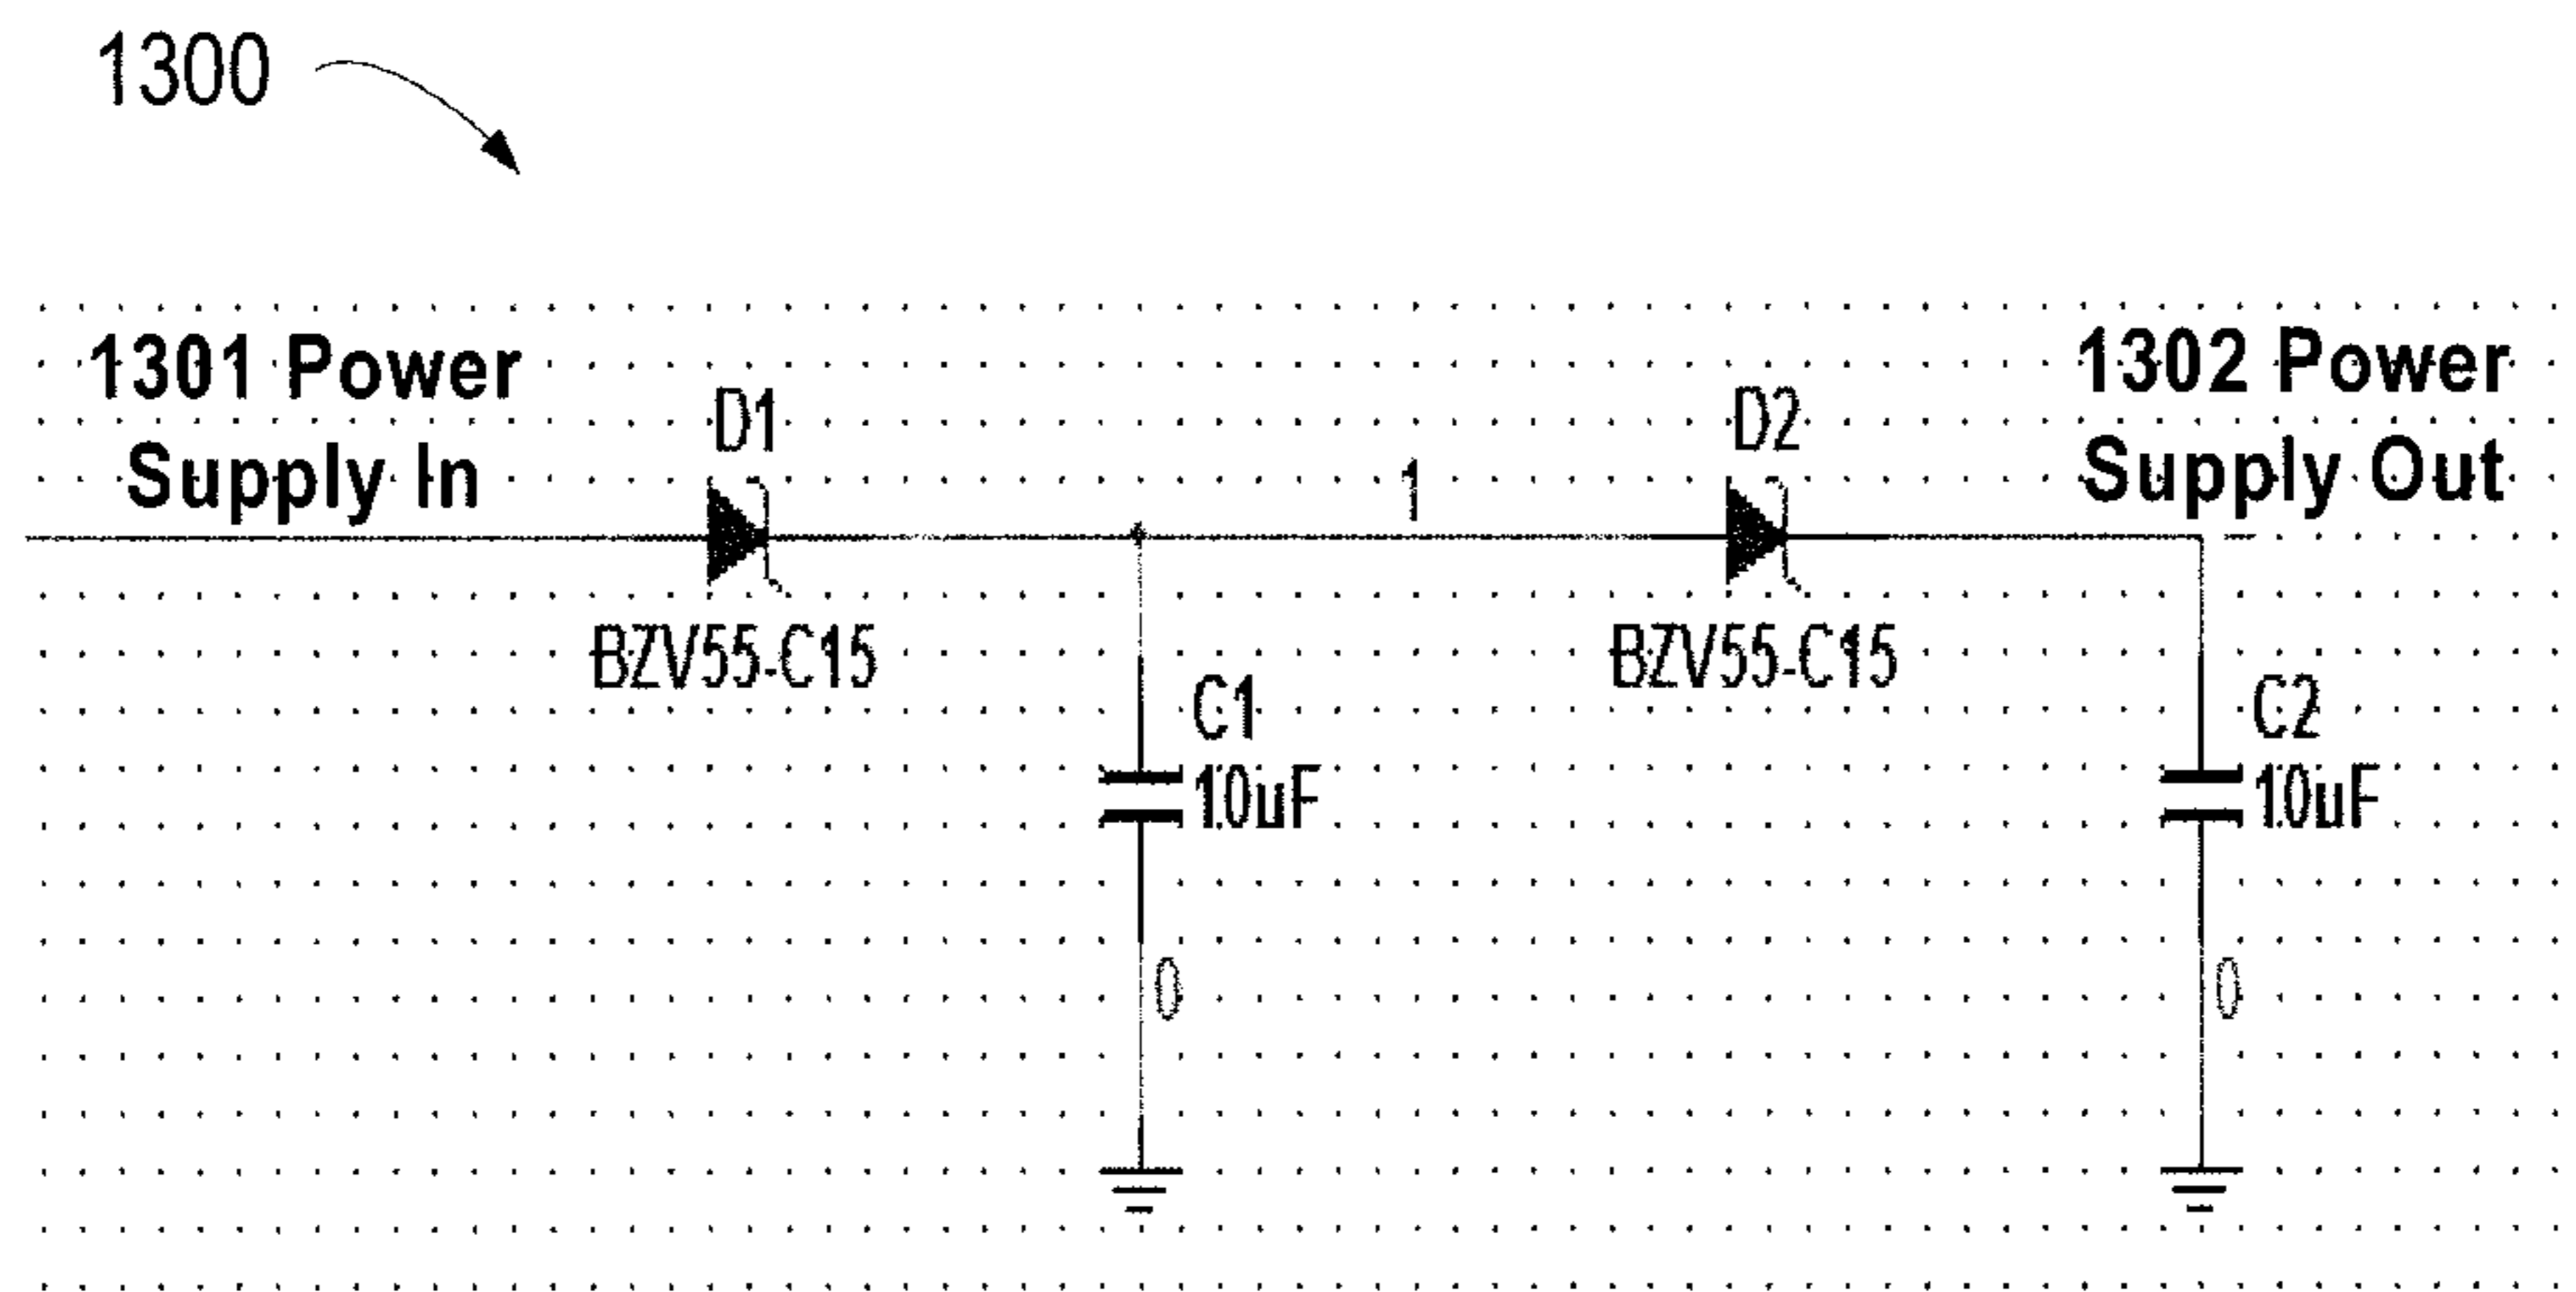 1300
1301 Power
Supply In
1302 Power
Supply Out
D1
1
D2
BZV55-C15
BZV55-C15
C1
10uF
C2
10uF
0
0